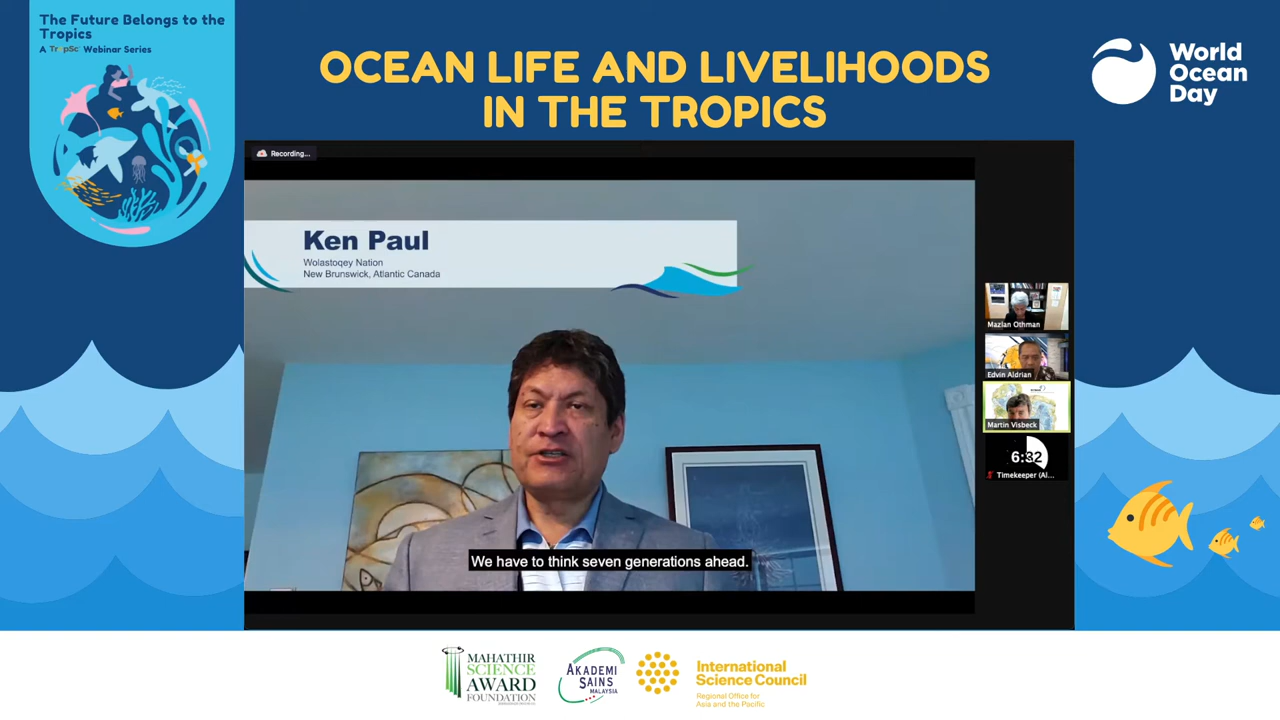 The Future Belongs to the
Tropics
A TropSc Webinar Series
OCEAN LIFE AND LIVELIHOODS
IN THE TROPICS
World
Ocean
Day
Recording...
Ken Paul
Wolastoqey Nation
New Brunswick, Atlantic Canada
Mazlan Othman
Edvin Aldrian
Martin Visbeck
6:32
Timekeeper (Al...
We have to think seven generations ahead.
MAHATHIR
SCIENCE
AWARD
FOUNDATION
AKADEMI
SAINS
MALAYSIA
International
Science Council
Regional Office for
Asia and the Pacific